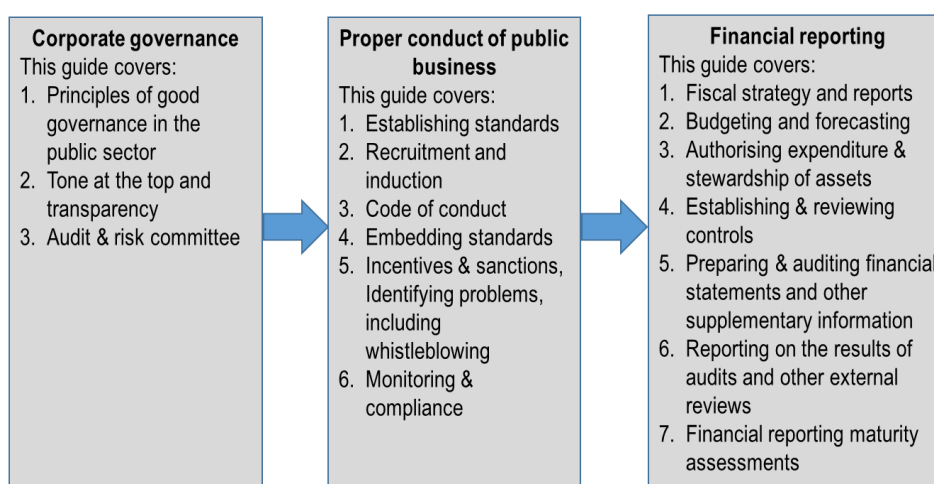 Corporate governance
This guide covers:
1. Principles of good
governance in the
public sector
2. Tone at the top and
transparency
3. Audit & risk committee
Proper conduct of public
business
This guide covers:
1. Establishing standards
2. Recruitment and
induction
3. Code of conduct
4. Embedding standards
5. Incentives & sanctions,
Identifying problems,
including
whistleblowing
6. Monitoring &
compliance
Financial reporting
This guide covers:
1. Fiscal strategy and reports
2. Budgeting and forecasting
3. Authorising expenditure &
stewardship of assets
4. Establishing & reviewing
controls
5. Preparing & auditing financial
statements and other
supplementary information
6. Reporting on the results of
audits and other external
reviews
7. Financial reporting maturity
assessments